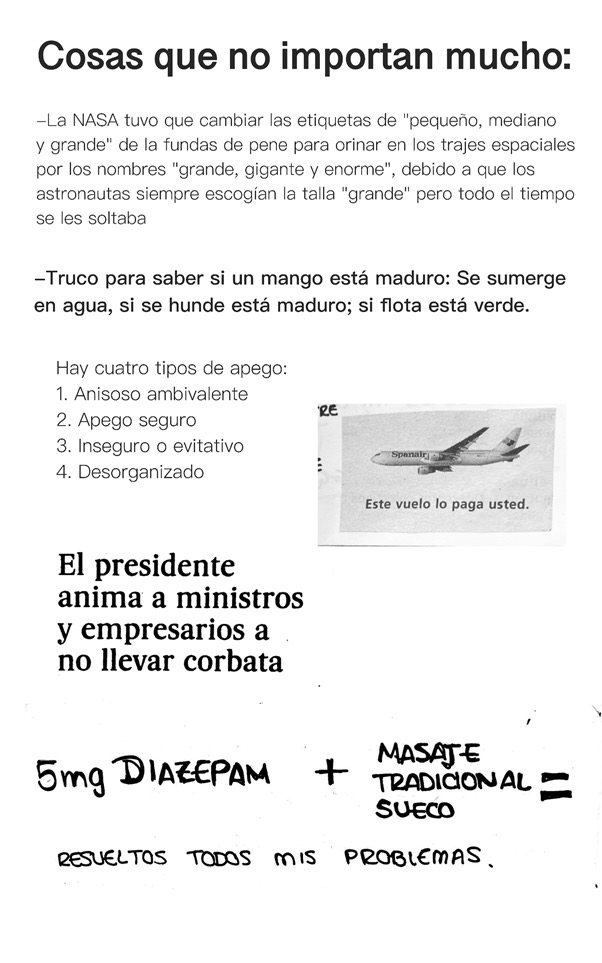 Cosas que no importan mucho:
–La NASA tuvo que cambiar las etiquetas de "pequeño, mediano
y grande" de la fundas de pene para orinar en los trajes espaciales
por los nombres "grande, gigante y enorme", debido a que los
astronautas siempre escogían la talla "grande" pero todo el tiempo
se les soltaba
–Truco para saber si un mango está maduro: Se sumerge
en agua, si se hunde está maduro; si flota está verde.
Hay cuatro tipos de apego:
1. Anisoso ambivalente
2. Apego seguro
3. Inseguro o evitativo
4. Desorganizado
RE
Spanair
Este vuelo lo paga usted.
El presidente
anima a ministros
y empresarios a
no llevar corbata
5mg DIAZEPAM + MASAJE
TRADICIONAL =
SUECO
RESUELTOS TODOS MIS PROBLEMAS.